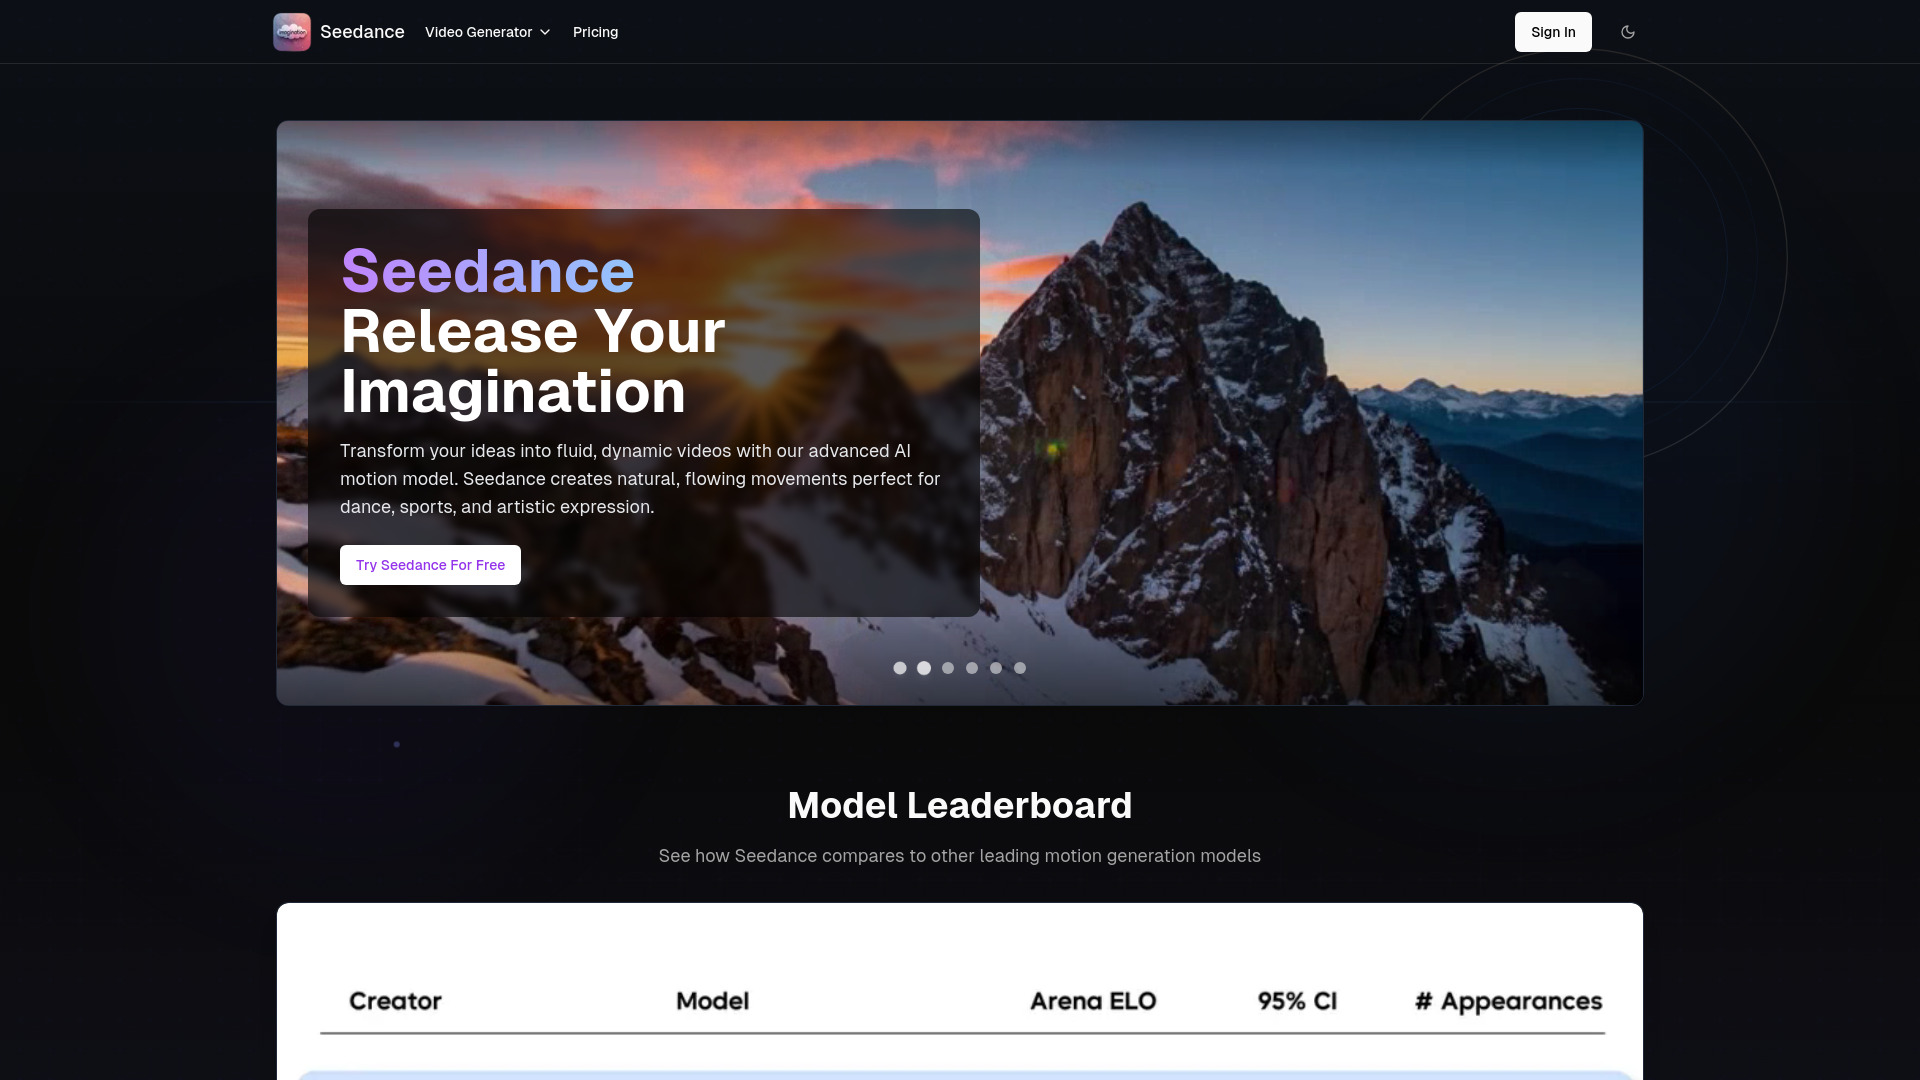 Seedance
Video Generator
Pricing
Sign In
Seedance
Release Your
Imagination
Transform your ideas into fluid, dynamic videos with our advanced AI
motion model. Seedance creates natural, flowing movements perfect for
dance, sports, and artistic expression.
Try Seedance For Free
Model Leaderboard
See how Seedance compares to other leading motion generation models
Creator Model Arena ELO 95% CI # Appearances